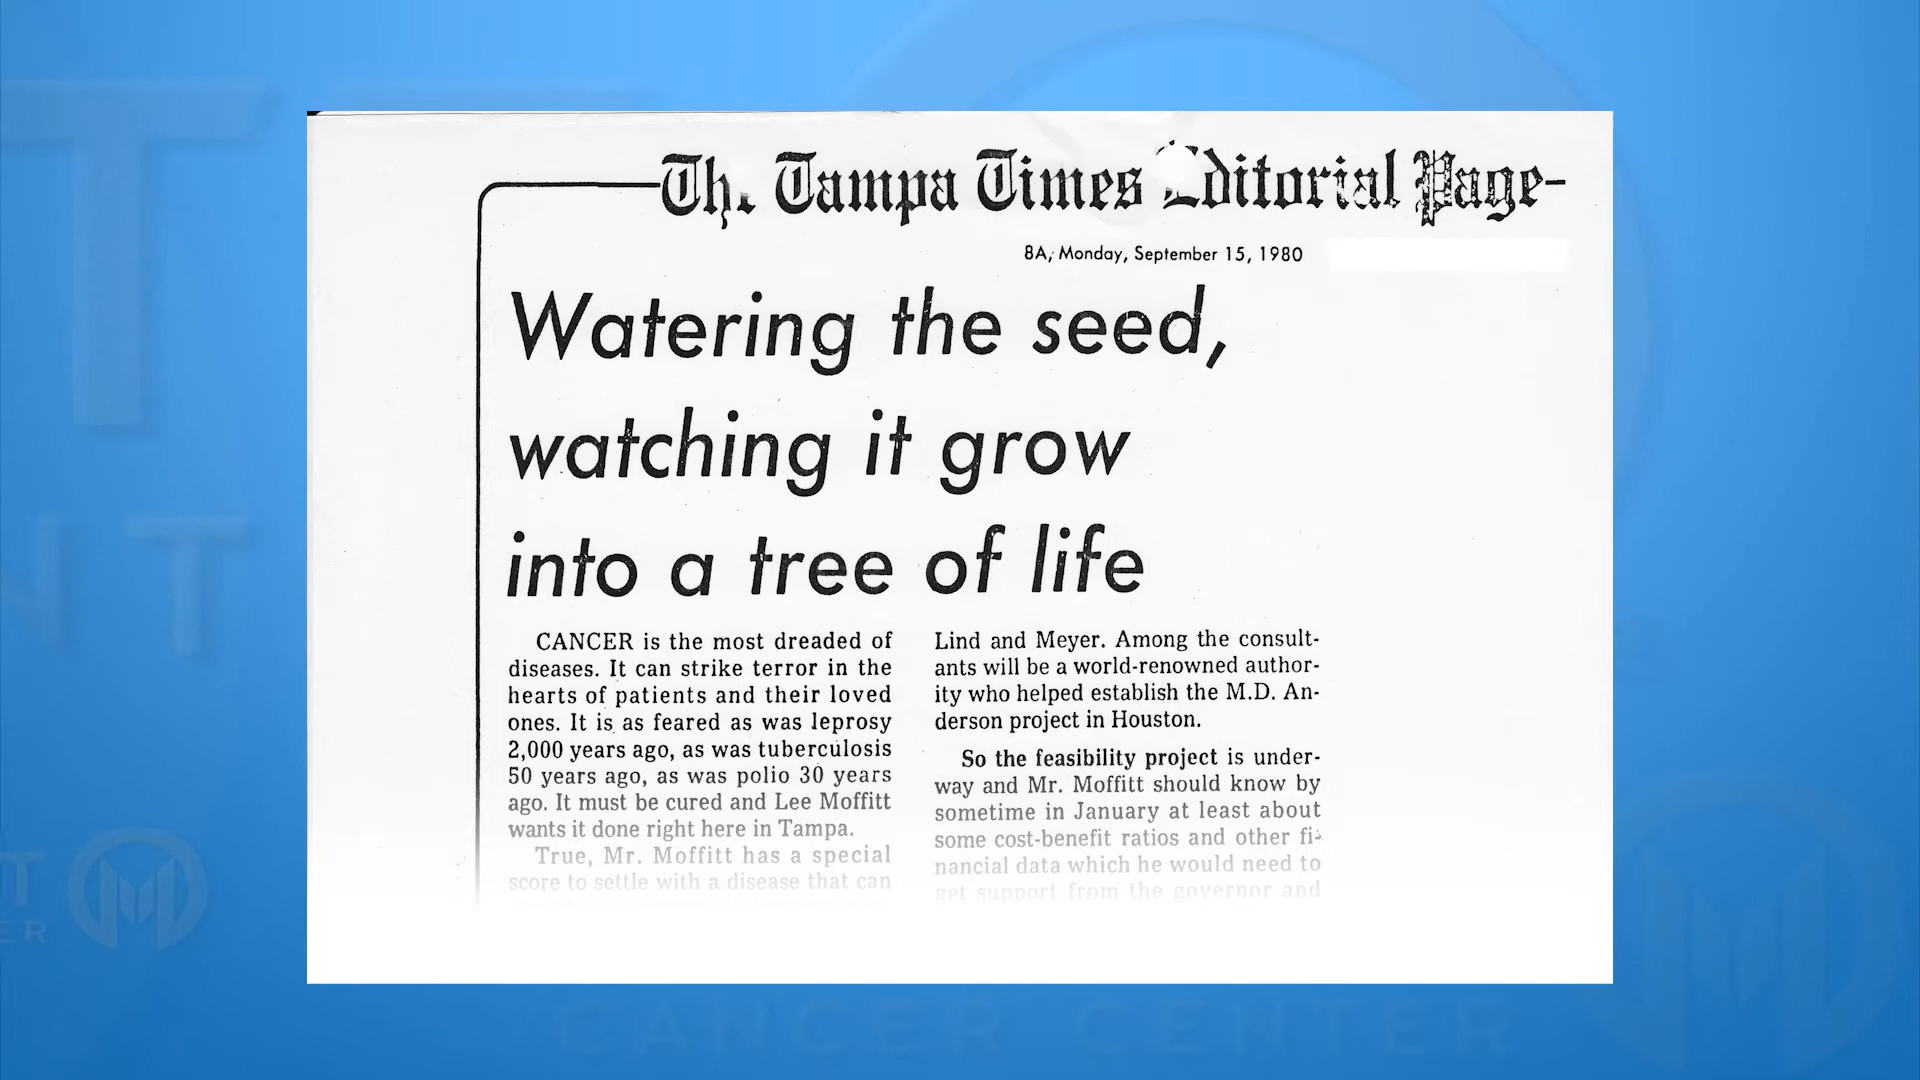 The Tampa Times Editorial Page-
8A, Monday, September 15, 1980
Watering the seed,
watching it grow
into a tree of life
CANCER is the most dreaded of
diseases. It can strike terror in the
hearts of patients and their loved
ones. It is as feared as was leprosy
2,000 years ago, as was tuberculosis
50 years ago, as was polio 30 years
ago. It must be cured and Lee Moffitt
wants it done right here in Tampa.
True, Mr. Moffitt has a special
score to settle with a disease that can
Lind and Meyer. Among the consult-
ants will be a world-renowned author-
ity who helped establish the M.D. An-
derson project in Houston.
So the feasibility project is under-
way and Mr. Moffitt should know by
sometime in January at least about
some cost-benefit ratios and other fi-
nancial data which he would need to
get support from the governor and
CANCER CENTER